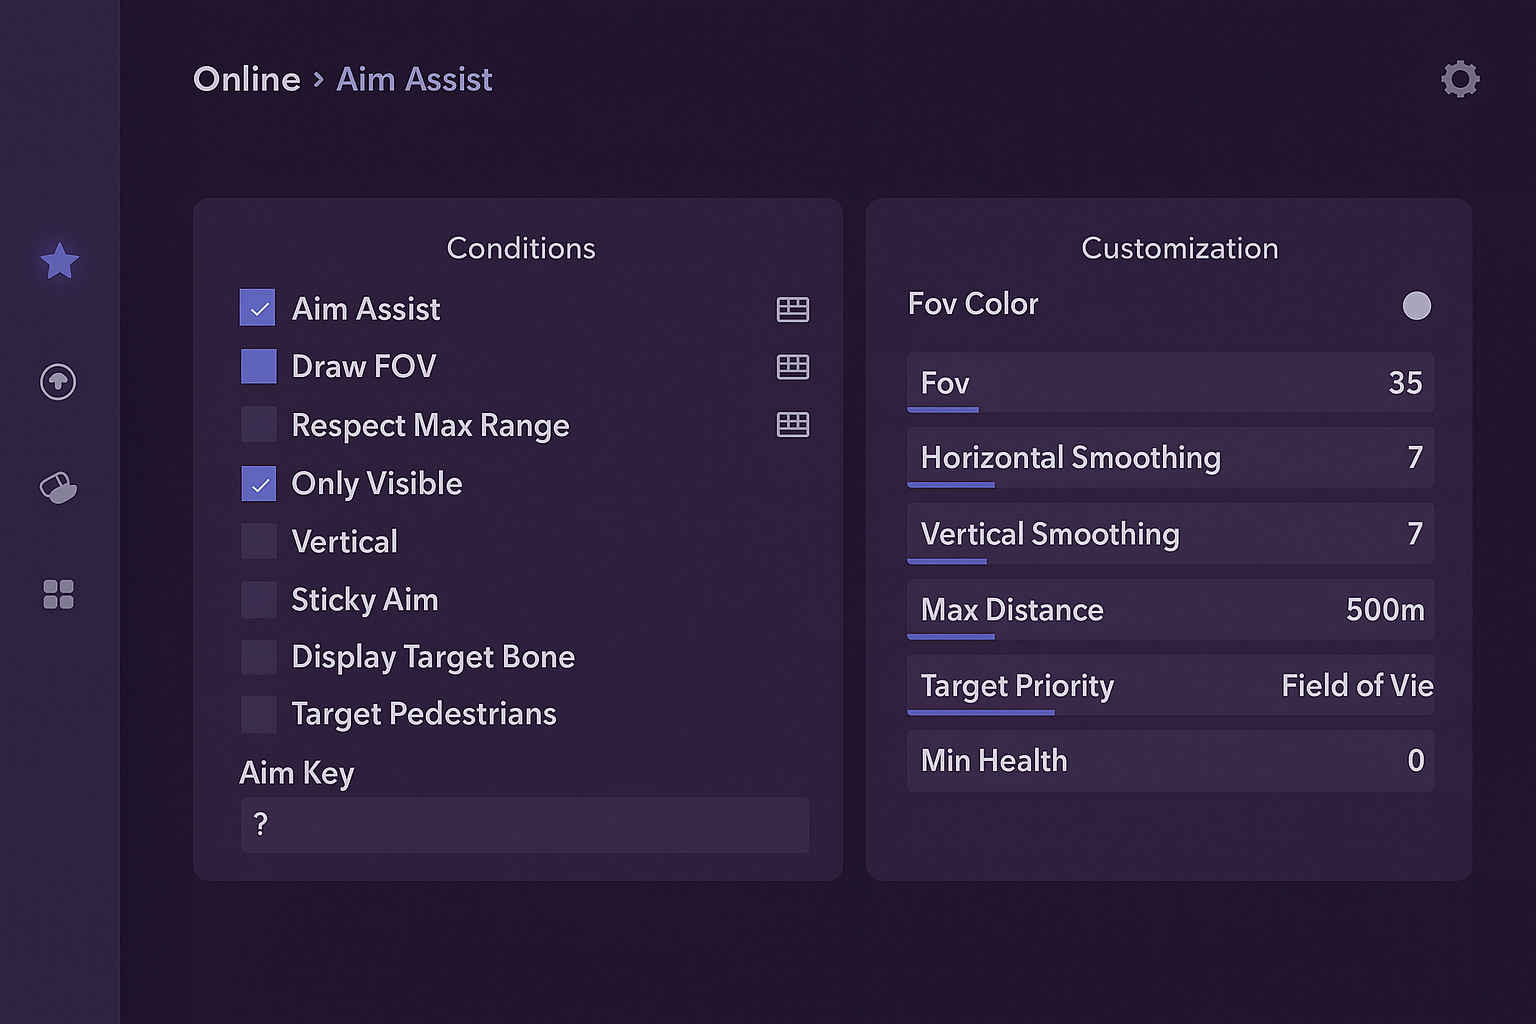 Online › Aim Assist
Conditions
Aim Assist
Draw FOV
Respect Max Range
Only Visible
Vertical
Sticky Aim
Display Target Bone
Target Pedestrians
Aim Key
?
Customization
Fov Color
Fov 35
Horizontal Smoothing 7
Vertical Smoothing 7
Max Distance 500m
Target Priority Field of Vie
Min Health 0